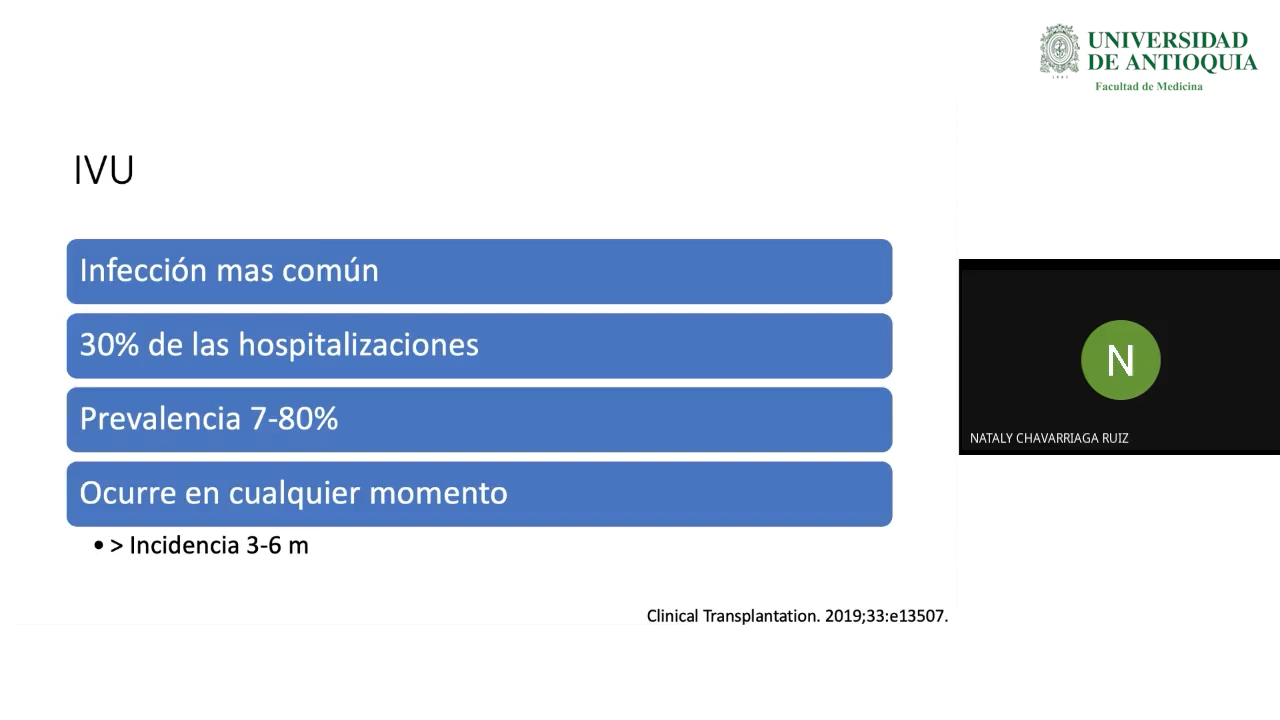 UNIVERSIDAD
DE ANTIOQUIA
Facultad de Medicina
IVU
Infección mas común
30% de las hospitalizaciones
Prevalencia 7-80%
Ocurre en cualquier momento
• > Incidencia 3-6 m
Clinical Transplantation. 2019;33:e13507.
N
NATALY CHAVARRIAGA RUIZ